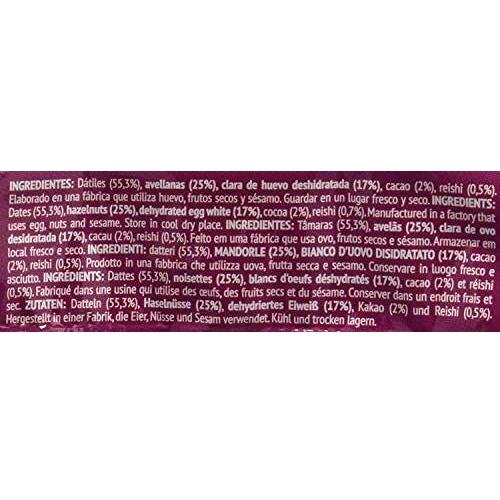 INGREDIENTES: Dátiles (55,3%), avellanas (25%), clara de huevo deshidratada (17%), cacao (2%), reishi (0,5%).
Elaborado en una fábrica que utiliza huevo, frutos secos y sésamo. Guardar en un lugar fresco y seco. INGREDIENTS:
Dates (55,3%), hazelnuts (25%), dehydrated egg white (17%), cocoa (2%), reishi (0,7%). Manufactured in a factory that
uses egg, nuts and sesame. Store in cool dry place. INGREDIENTES: Tâmaras (55,3%), avelãs (25%), clara de ovo
desidratada (17%), cacau (2%), reishi (0,5%). Feito em uma fábrica que usa ovo, frutos secos e sésamo. Armazenar em
local fresco e seco. INGREDIENTI: datteri (55,3%), MANDORLE (25%), BIANCO D'UOVO DISIDRATATO (17%), cacao
(2%), reishi (0,5%). Prodotto in una fabbrica che utilizza uova, frutta secca e sesamo. Conservare in luogo fresco e
asciutto. INGRÉDIENTS: Dattes (55,3%), noisettes (25%), blancs d'oeufs déshydratés (17%), cacao (2%) et réishi
(0,5%). Fabriqué dans une usine qui utilise des œufs, des fruits secs et du sésame. Conserver dans un endroit frais et
sec. ZUTATEN: Datteln (55,3%), Haselnüsse (25%), dehydriertes Eiweiß (17%), Kakao (2%) und Reishi (0,5%).
Hergestellt in einer Fabrik, die Eier, Nüsse und Sesam verwendet. Kühl und trocken lagern.